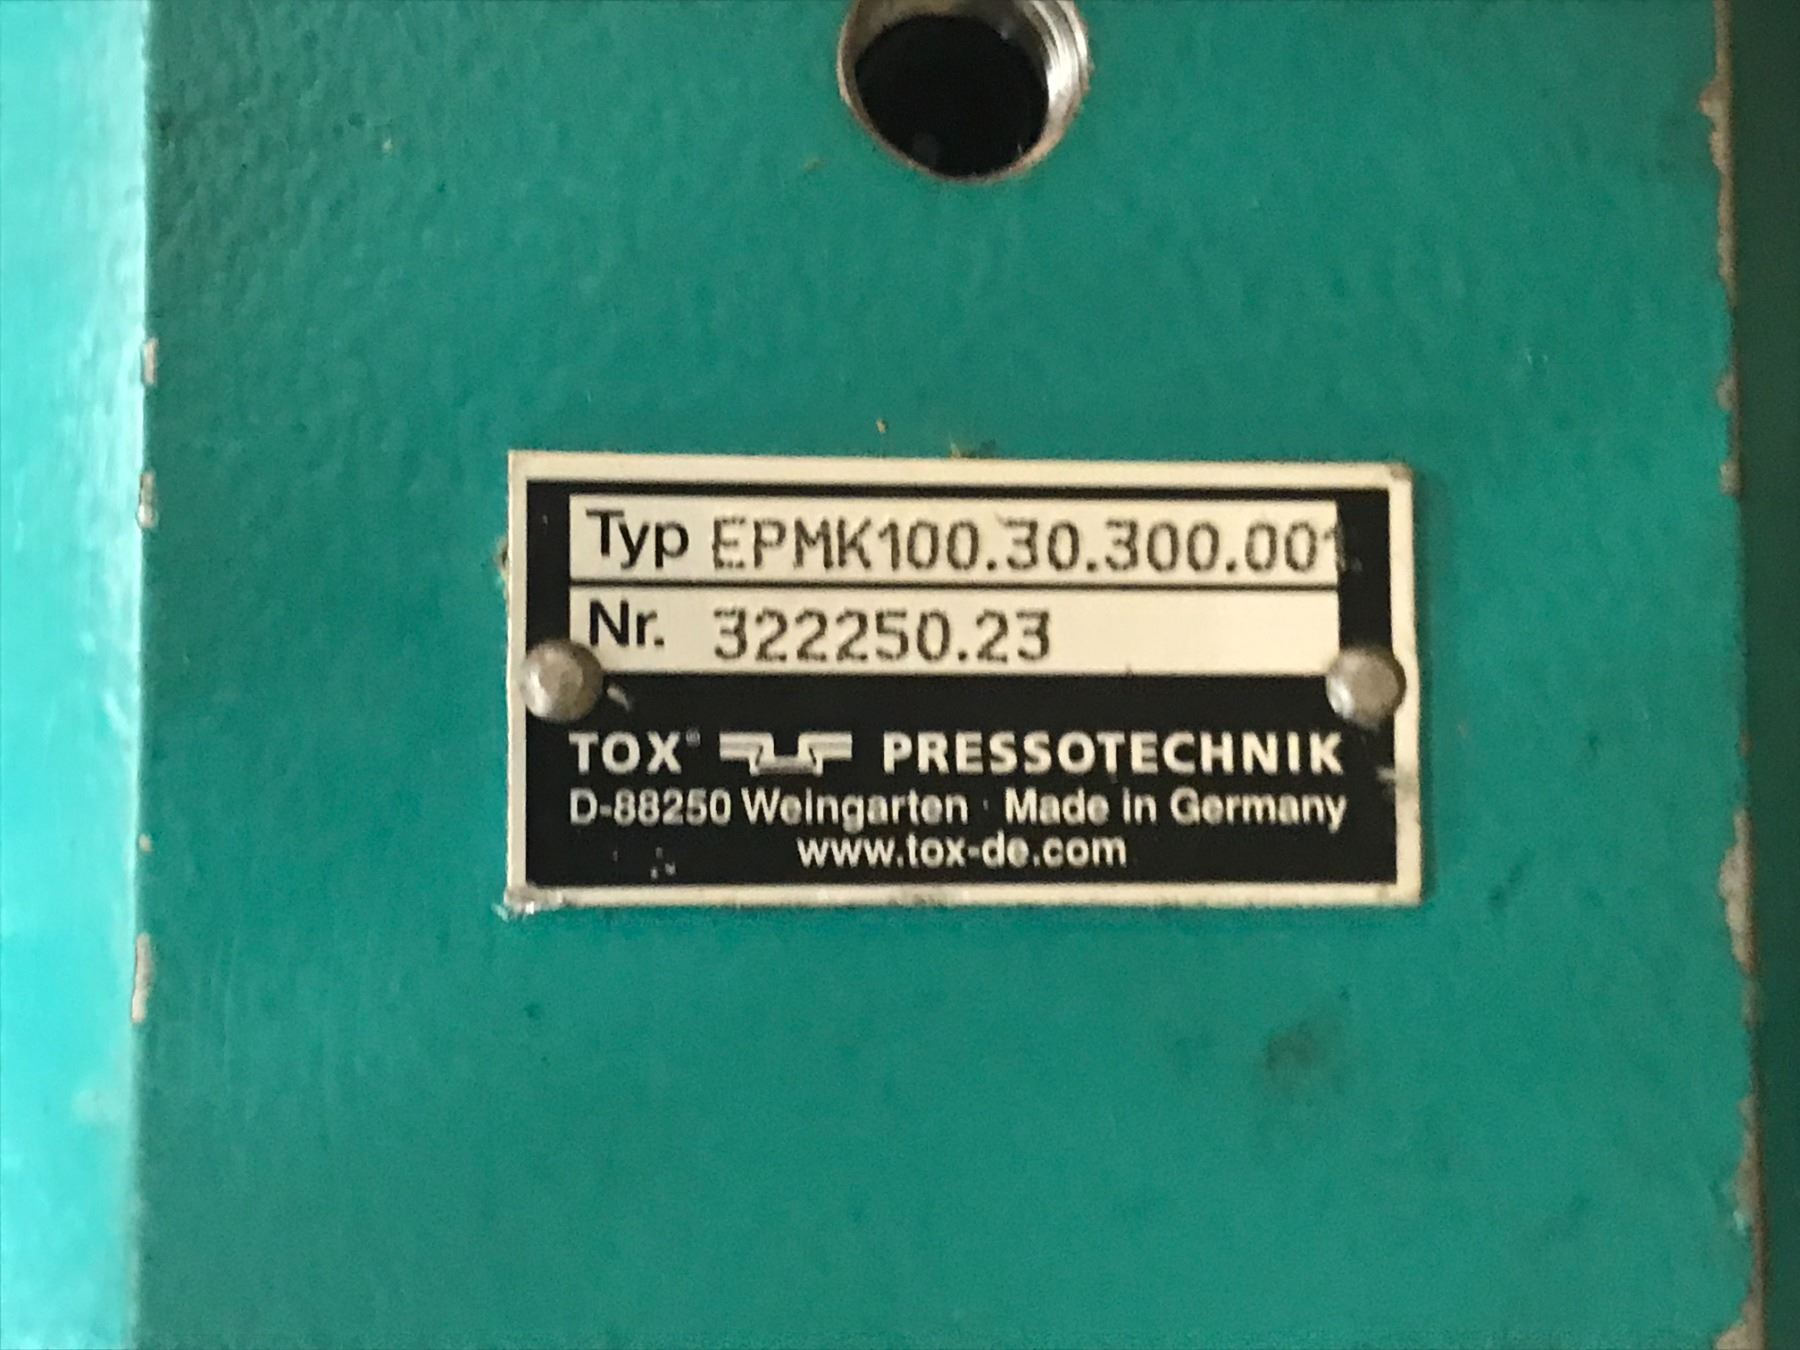 Typ EPMK100.30.300.001
Nr. 322250.23
TOX® PRESSOTECHNIK
D-88250 Weingarten · Made in Germany
www.tox-de.com